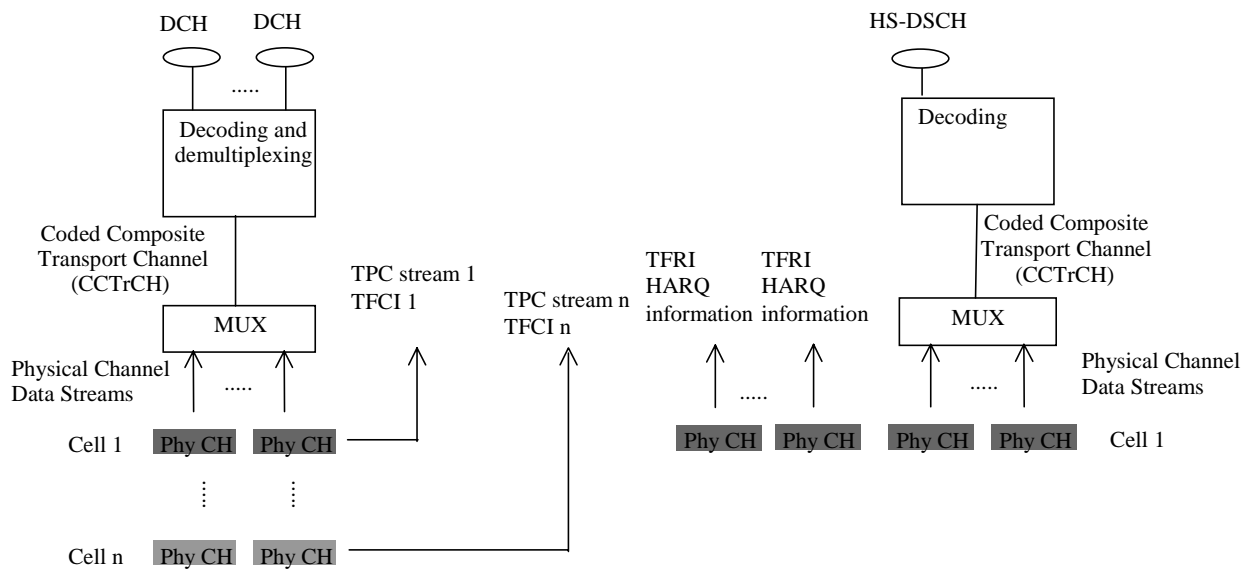 DCH
DCH
HS-DSCH
.....
Decoding and
demultiplexing
Decoding
Coded Composite
Transport Channel
(CCTrCH)
Coded Composite
Transport Channel
(CCTrCH)
TPC stream 1
TFCI 1
TPC stream n
TFCI n
TFRI
HARQ
information
TFRI
HARQ
information
MUX
MUX
Physical Channel
Data Streams
.....
.....
.....
Physical Channel
Data Streams
Cell 1
Phy CH
Phy CH
Phy CH
Phy CH
Phy CH
Phy CH
Cell 1
Cell n
Phy CH
Phy CH